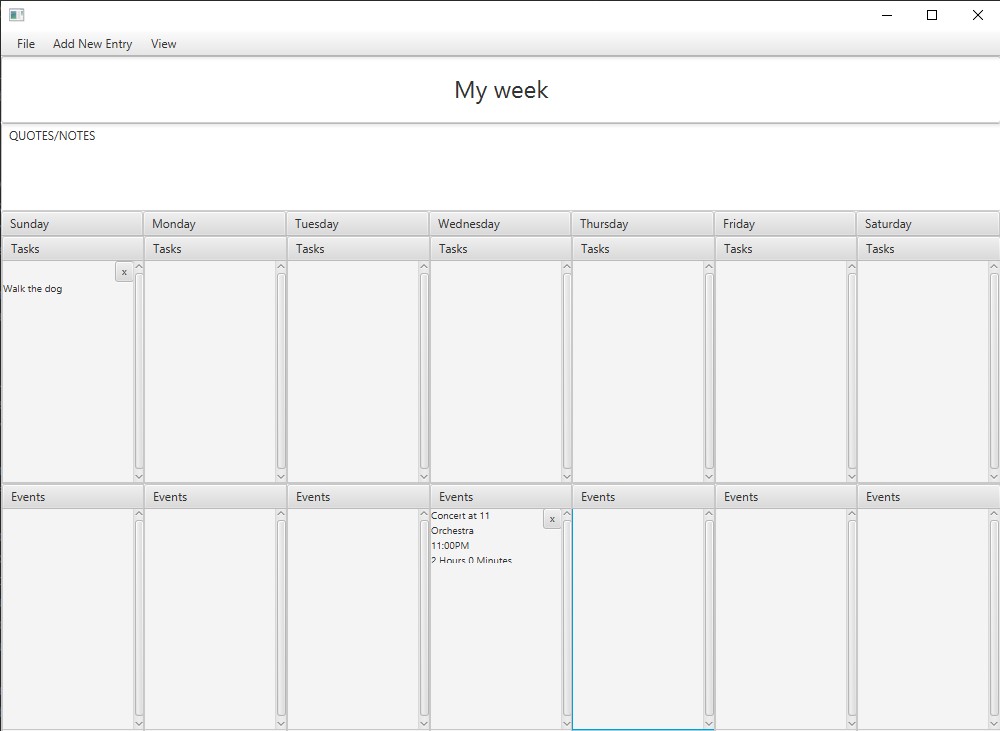 File Add New Entry View
My week
QUOTES/NOTES
Sunday Monday Tuesday Wednesday Thursday Friday Saturday
Tasks Tasks Tasks Tasks Tasks Tasks Tasks
x
Walk the dog
Events Events Events Events Events Events Events
Concert at 11 x
Orchestra
11:00PM
2 Hours 0 Minutes